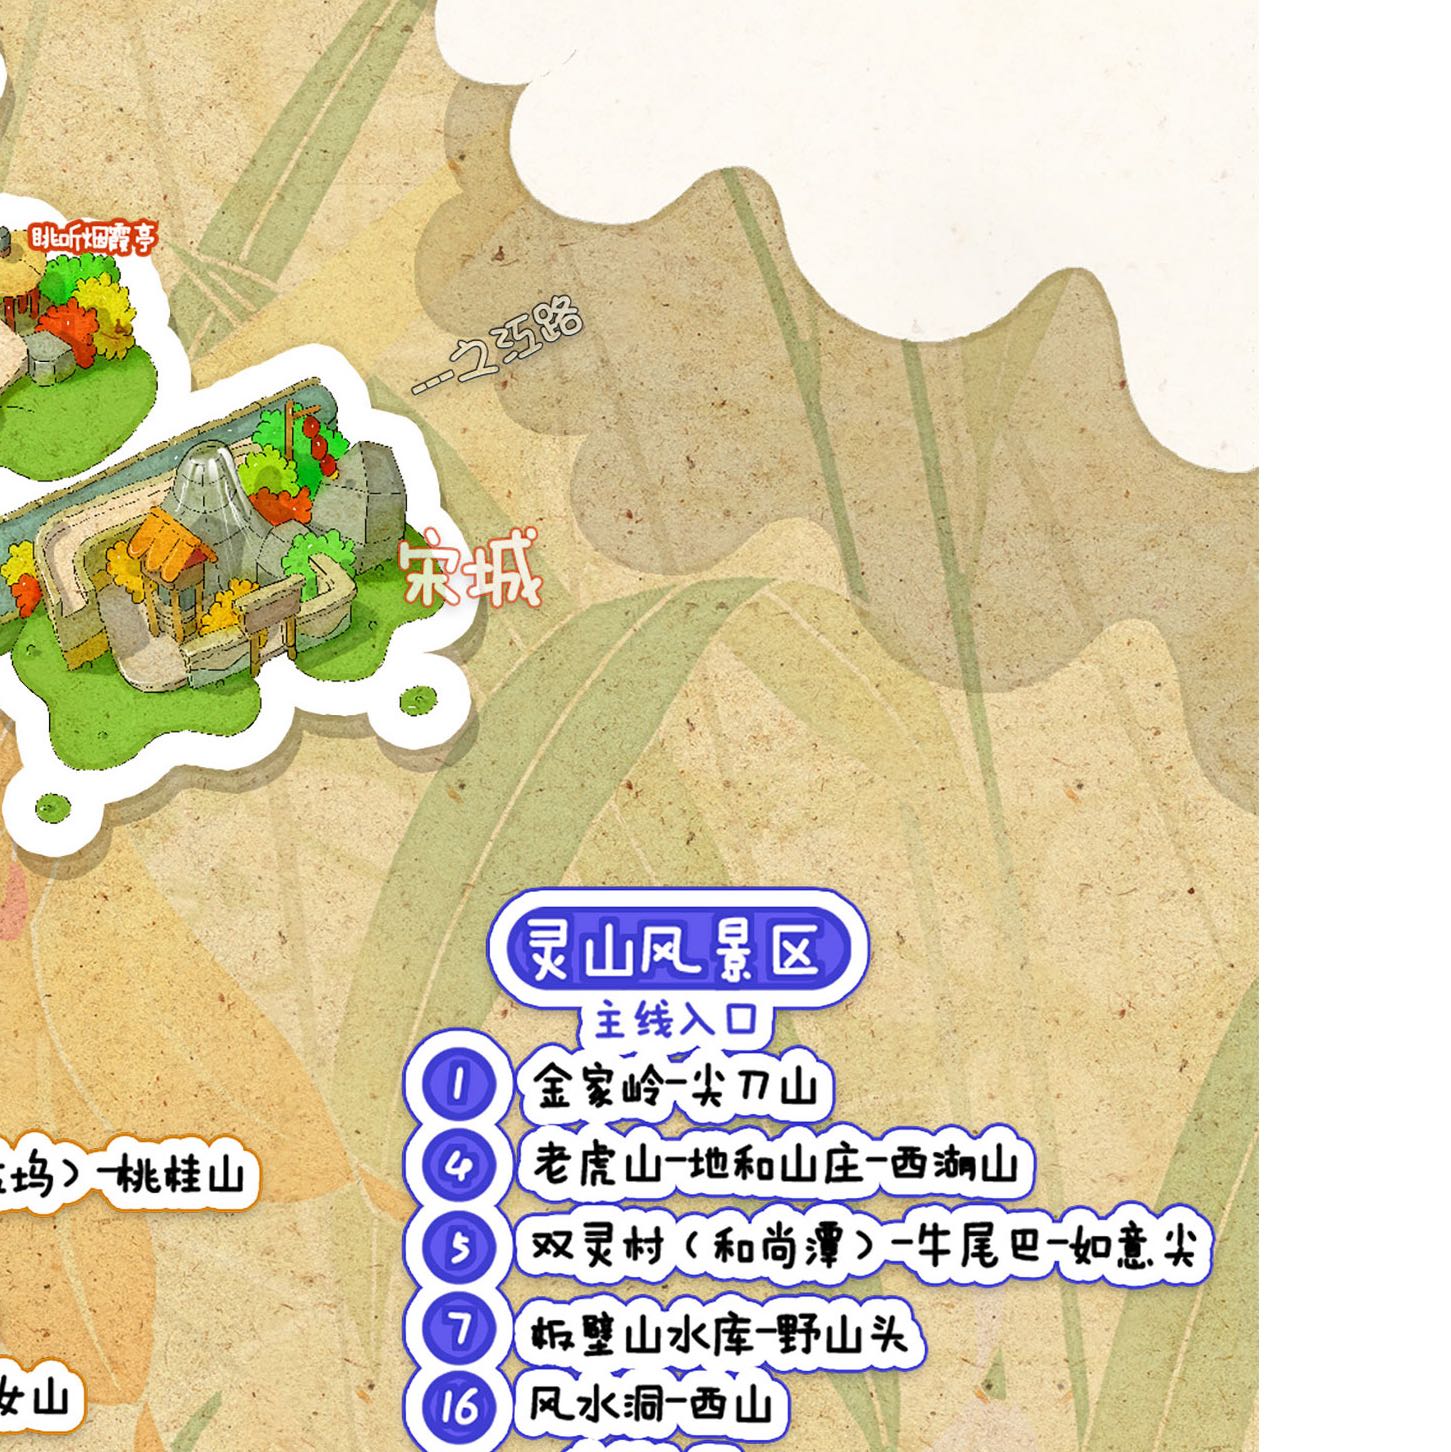 眺听烟霞亭
---之江路
宋城
灵山风景区
主线入口
1 金家岭-尖刀山
4 老虎山-地和山庄-西湖山
5 双灵村（和尚潭）-牛尾巴-如意尖
7 板壁山水库-野山头
16 风水洞-西山
坞）-桃桂山
女山